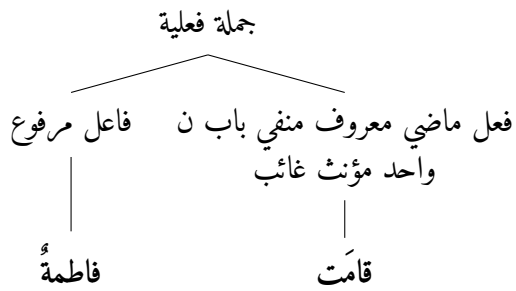 جملة فعلية
فعل ماضي معروف منفي باب ن
واحد مؤنث غائب
فاعل مرفوع
قامَت
فاطمةٌ